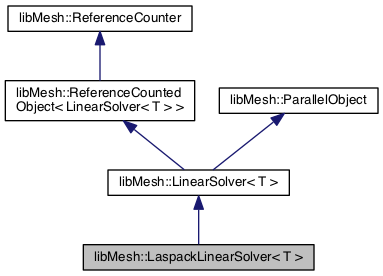 libMesh::ReferenceCounter
libMesh::ReferenceCounted
Object< LinearSolver< T > >
libMesh::ParallelObject
libMesh::LinearSolver< T >
libMesh::LaspackLinearSolver< T >